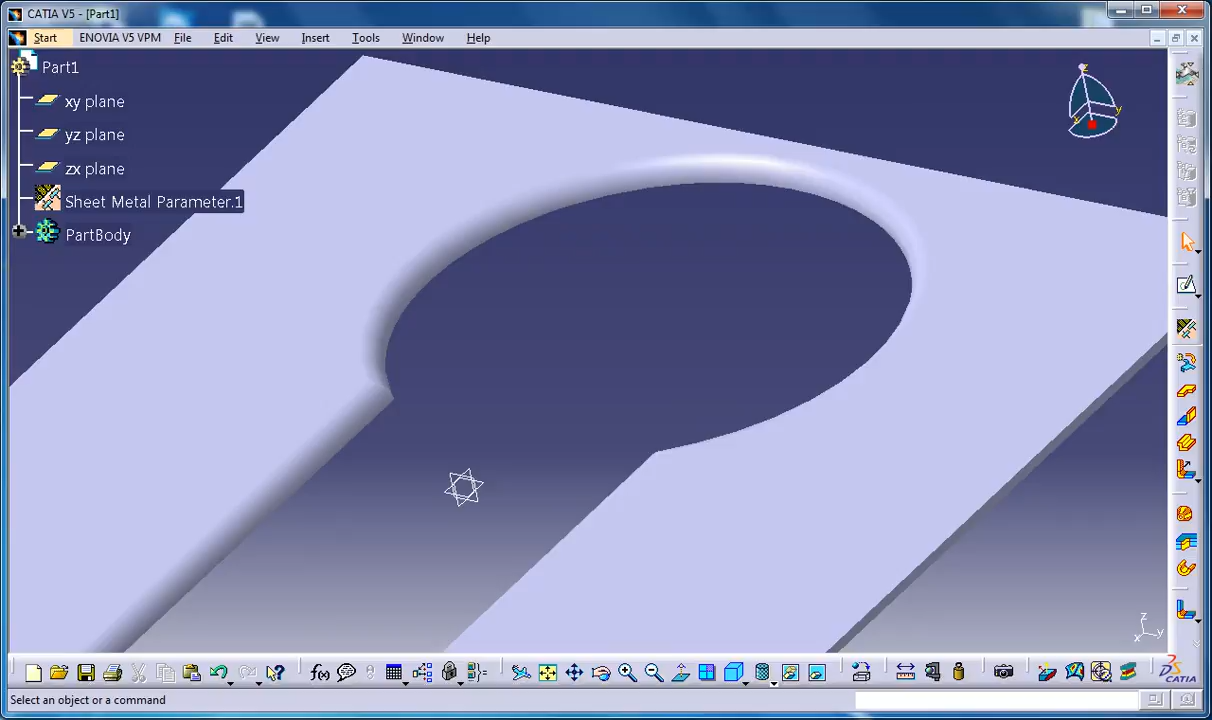 CATIA V5 - [Part1]
Start ENOVIA V5 VPM File Edit View Insert Tools Window Help
Part1
xy plane
yz plane
zx plane
Sheet Metal Parameter.1
PartBody
z
y
x
z
x y
f(x)
CATIA
Select an object or a command